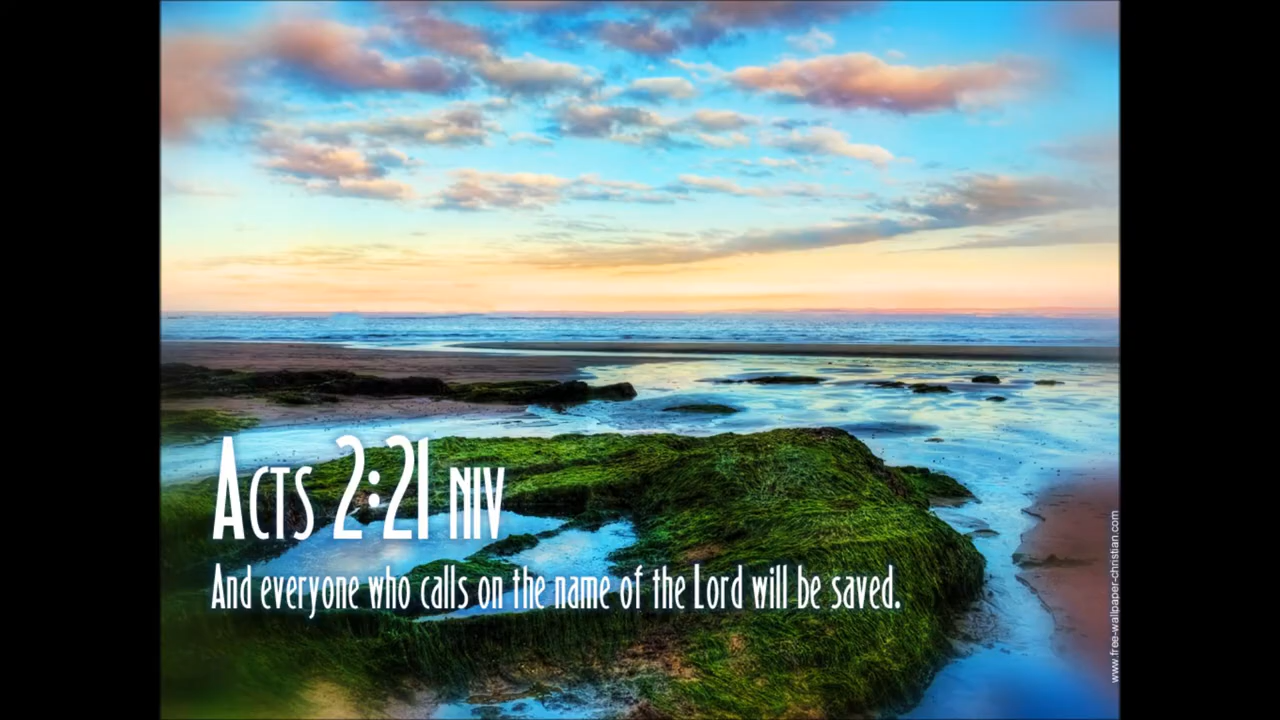 Acts 2:21 NIV
And everyone who calls on the name of the Lord will be saved.
www.free-wallpaper-christian.com